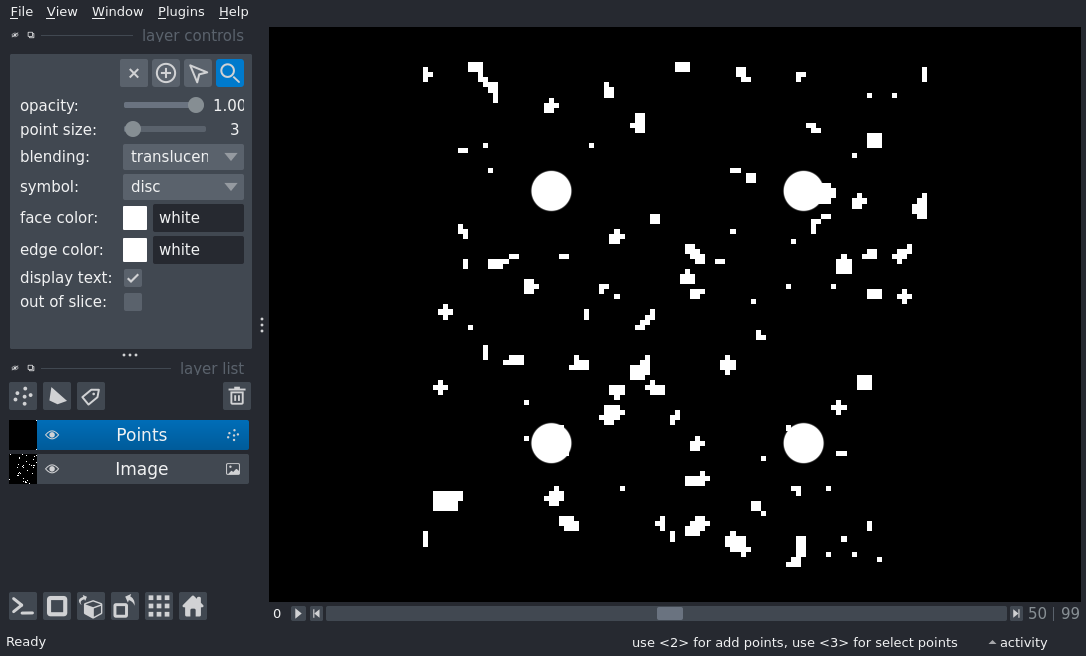 File View Window Plugins Help
layer controls
opacity: 1.00
point size: 3
blending: translucen
symbol: disc
face color: white
edge color: white
display text:
out of slice:
layer list
Points
Image
0 50 | 99
Ready use <2> for add points, use <3> for select points activity